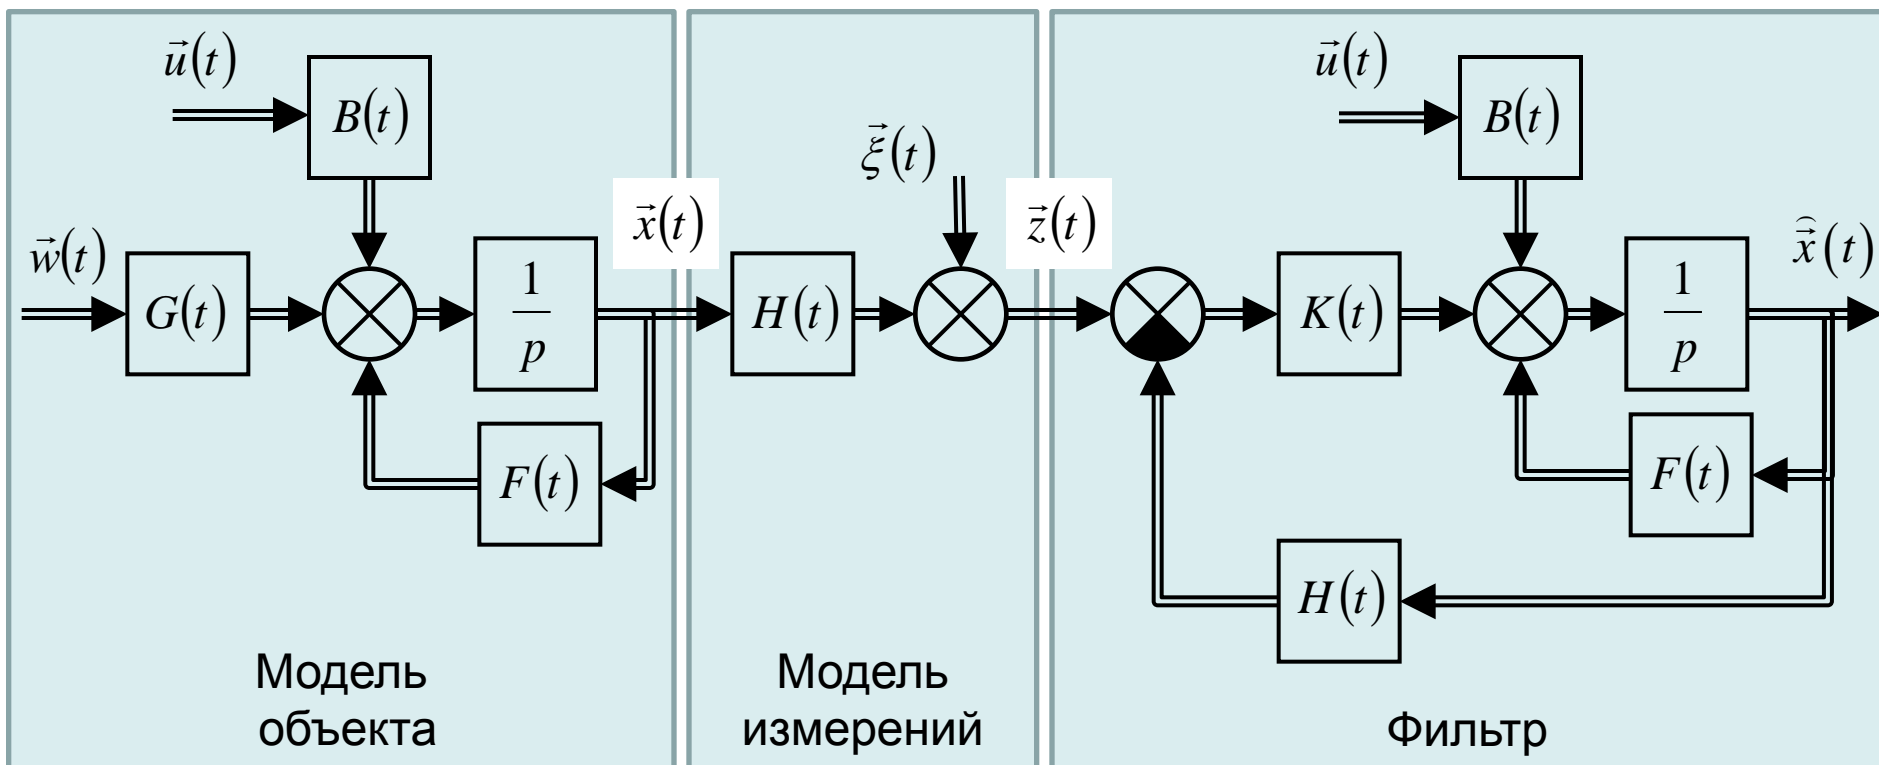 u⃗(t)
B(t)
w⃗(t)
G(t)
1
p
x⃗(t)
F(t)
Модель
объекта
H(t)
ξ⃗(t)
z⃗(t)
Модель
измерений
u⃗(t)
B(t)
K(t)
1
p
x̂⃗(t)
F(t)
H(t)
Фильтр